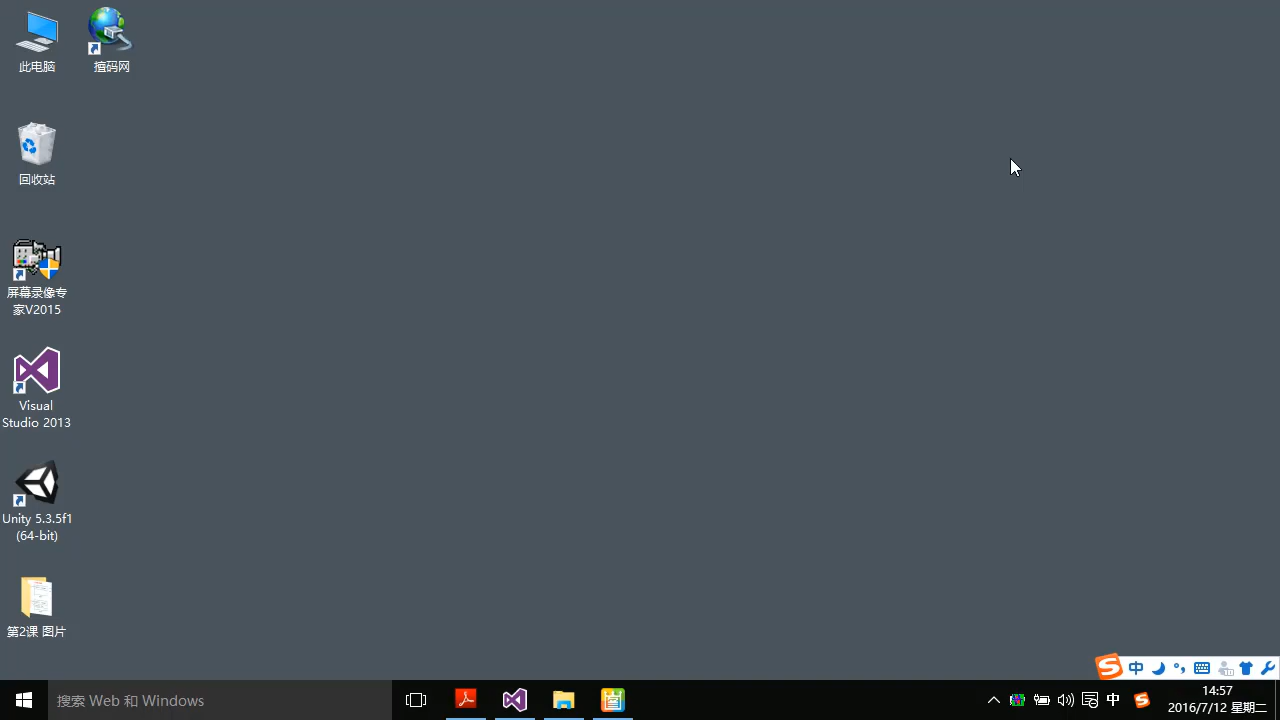 此电脑
揎码网
回收站
屏幕录像专
家V2015
Visual
Studio 2013
Unity 5.3.5f1
(64-bit)
第2课 图片
中
搜索 Web 和 Windows
中
14:57
2016/7/12 星期二